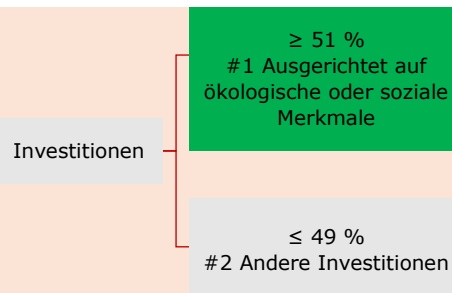 ≥ 51 %
#1 Ausgerichtet auf
ökologische oder soziale
Merkmale
Investitionen
≤ 49 %
#2 Andere Investitionen